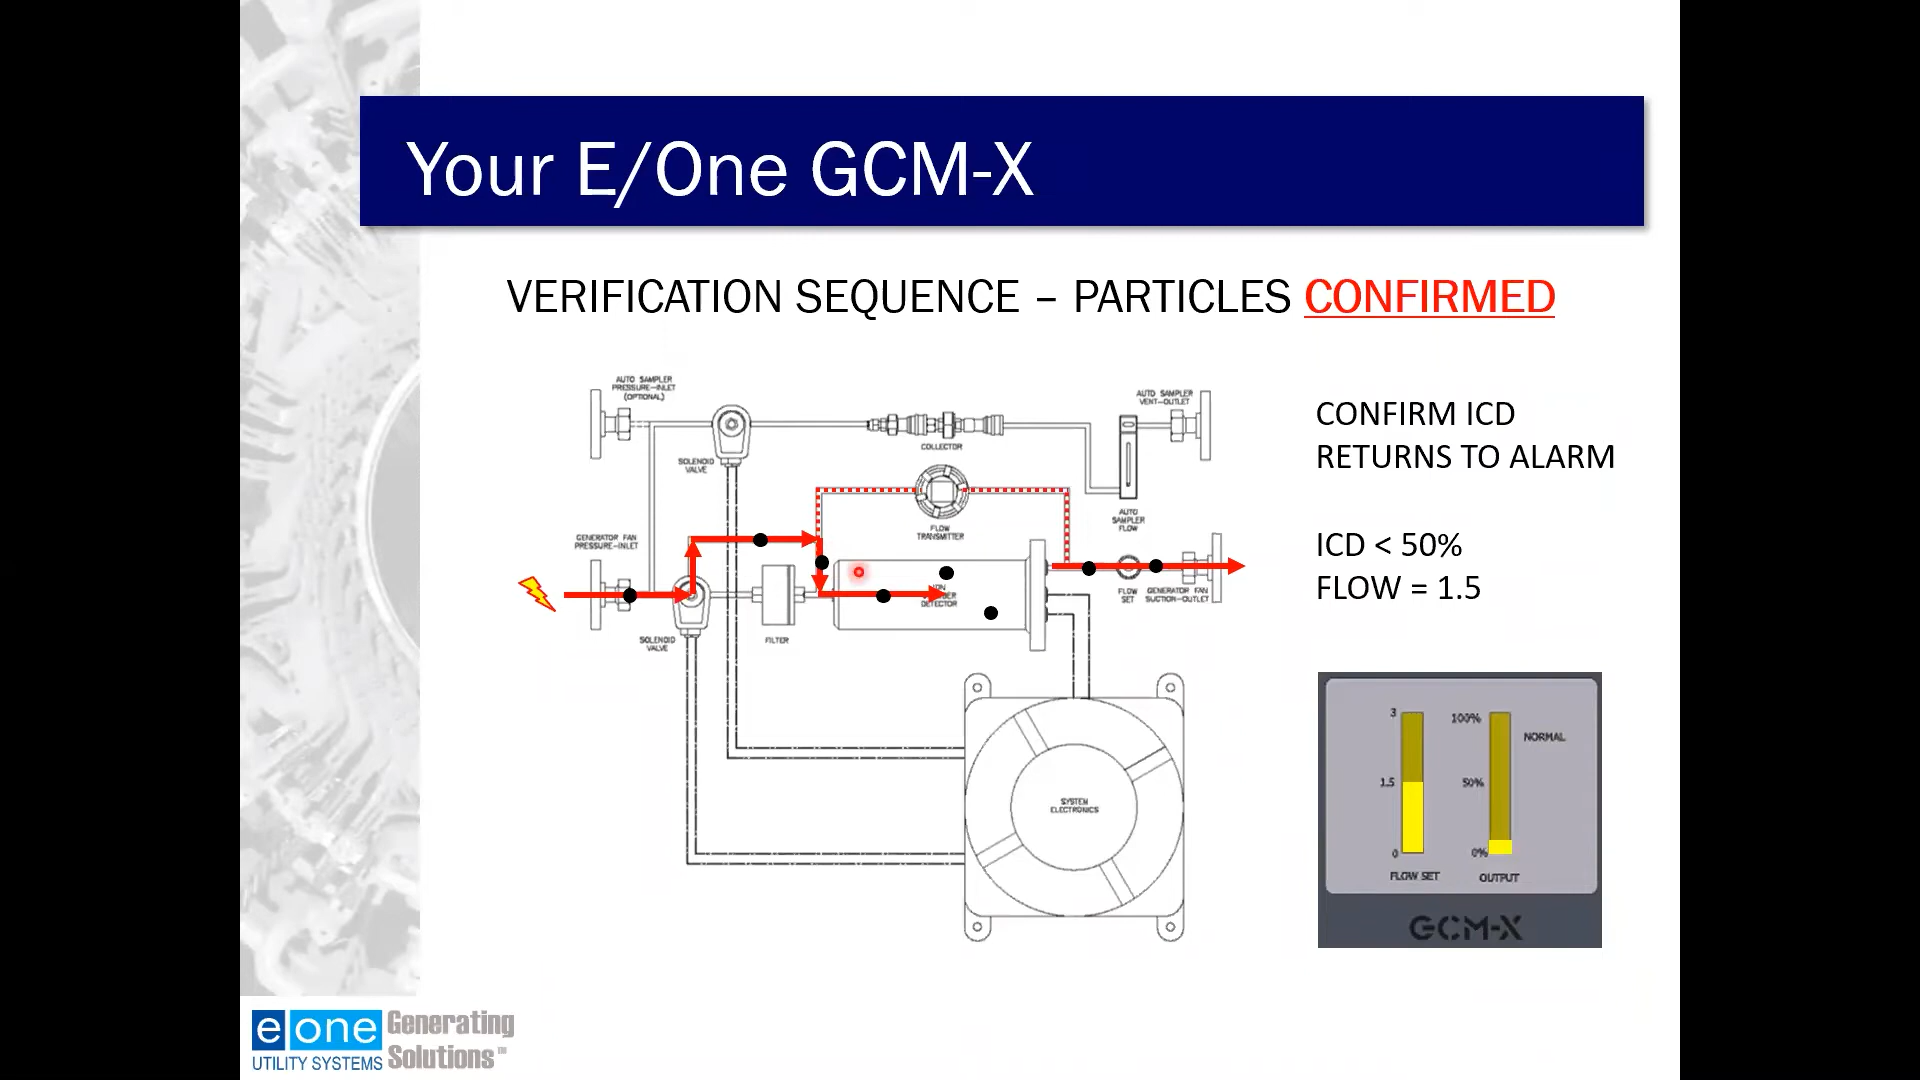 Your E/One GCM-X
VERIFICATION SEQUENCE – PARTICLES CONFIRMED
AUTO SAMPLER
PRESSURE-INLET
(OPTIONAL)
SOLENOID
VALVE
COLLECTOR
AUTO SAMPLER
VENT-OUTLET
FLOW
TRANSMITTER
AUTO
SAMPLER
FLOW
GENERATOR FAN
PRESSURE-INLET
SOLENOID
VALVE
FILTER
DETECTOR
FLOW
SET
GENERATOR FAN
SUCTION-OUTLET
SYSTEM
ELECTRONICS
CONFIRM ICD
RETURNS TO ALARM
ICD < 50%
FLOW = 1.5
3
1.5
0
FLOW SET
100%
50%
0%
OUTPUT
NORMAL
GCM-X
e one
UTILITY SYSTEMS
Generating
Solutions™